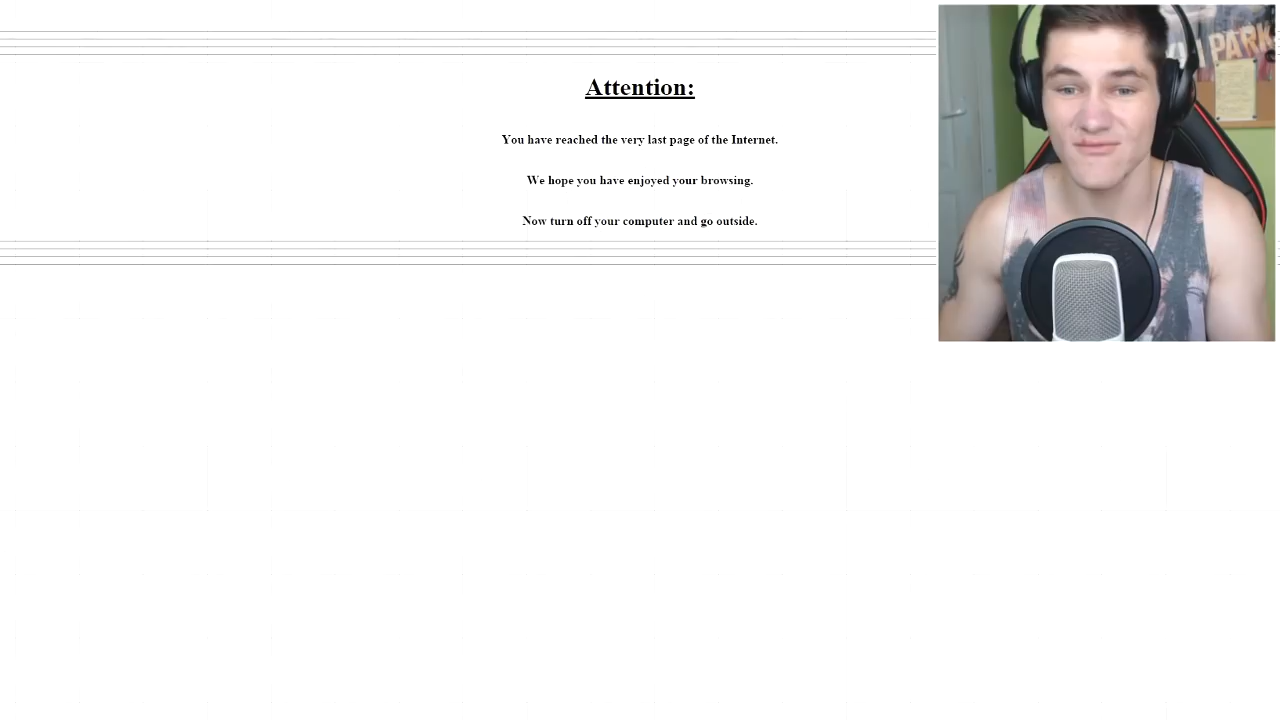 Attention:
You have reached the very last page of the Internet.
We hope you have enjoyed your browsing.
Now turn off your computer and go outside.
PARK